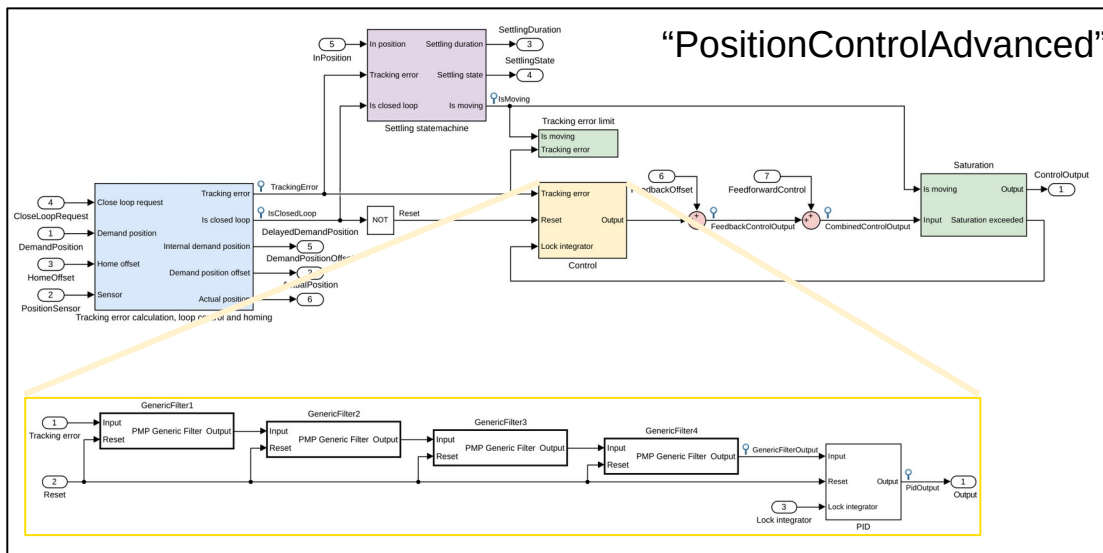 “PositionControlAdvanced”
5
InPosition
In position
Tracking error
Is closed loop
Settling duration
Settling state
Is moving
Settling statemachine
SettlingDuration
3
SettlingState
4
IsMoving
Tracking error limit
Is moving
Tracking error
4
CloseLoopRequest
1
DemandPosition
3
HomeOffset
2
PositionSensor
Close loop request
Demand position
Home offset
Sensor
Tracking error
Is closed loop
Internal demand position
Demand position offset
Actual position
Tracking error calculation, loop control and homing
TrackingError
IsClosedLoop
NOT
Reset
DelayedDemandPosition
5
DemandPositionOffset
2
ActualPosition
6
Tracking error
Reset
Lock integrator
Output
Control
6
FeedbackOffset
FeedbackControlOutput
7
FeedforwardControl
CombinedControlOutput
Saturation
Is moving
Input
Output
Saturation exceeded
ControlOutput
1
1
Tracking error
2
Reset
GenericFilter1
Input
Reset
PMP Generic Filter Output
GenericFilter2
Input
Reset
PMP Generic Filter Output
GenericFilter3
Input
Reset
PMP Generic Filter Output
GenericFilter4
Input
Reset
PMP Generic Filter Output
GenericFilterOutput
3
Lock integrator
Input
Reset
Lock integrator
Output
PID
PidOutput
1
Output